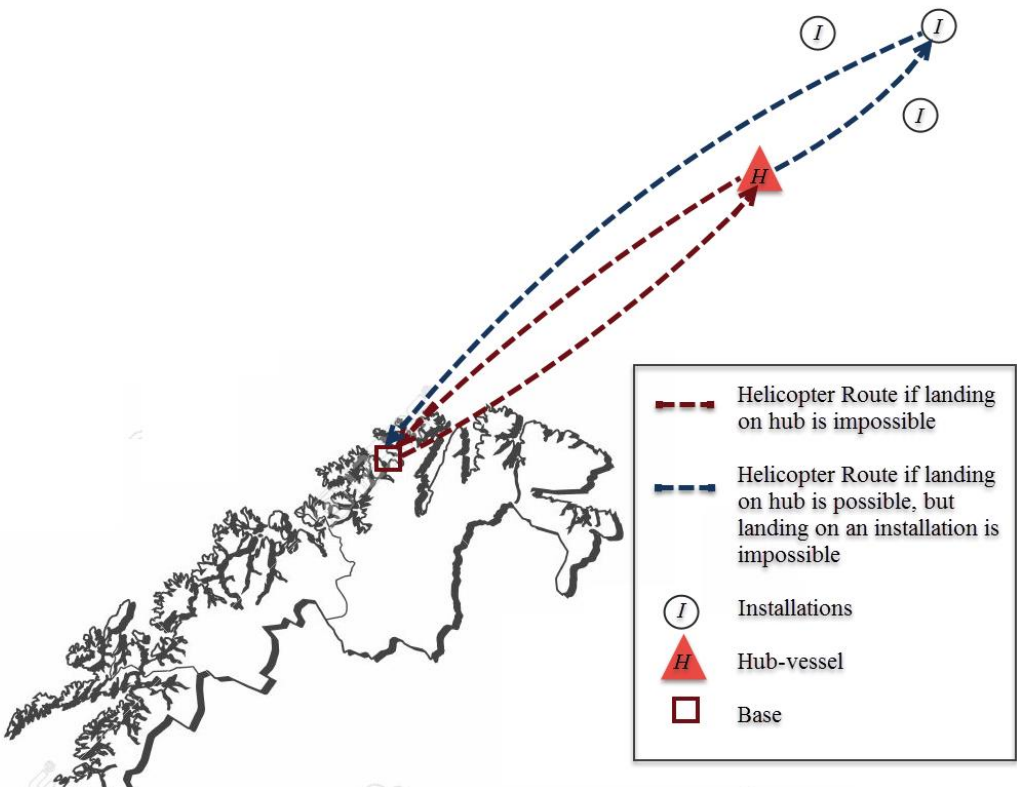 I
I
I
H
Helicopter Route if landing
on hub is impossible
Helicopter Route if landing
on hub is possible, but
landing on an installation is
impossible
I Installations
H Hub-vessel
Base